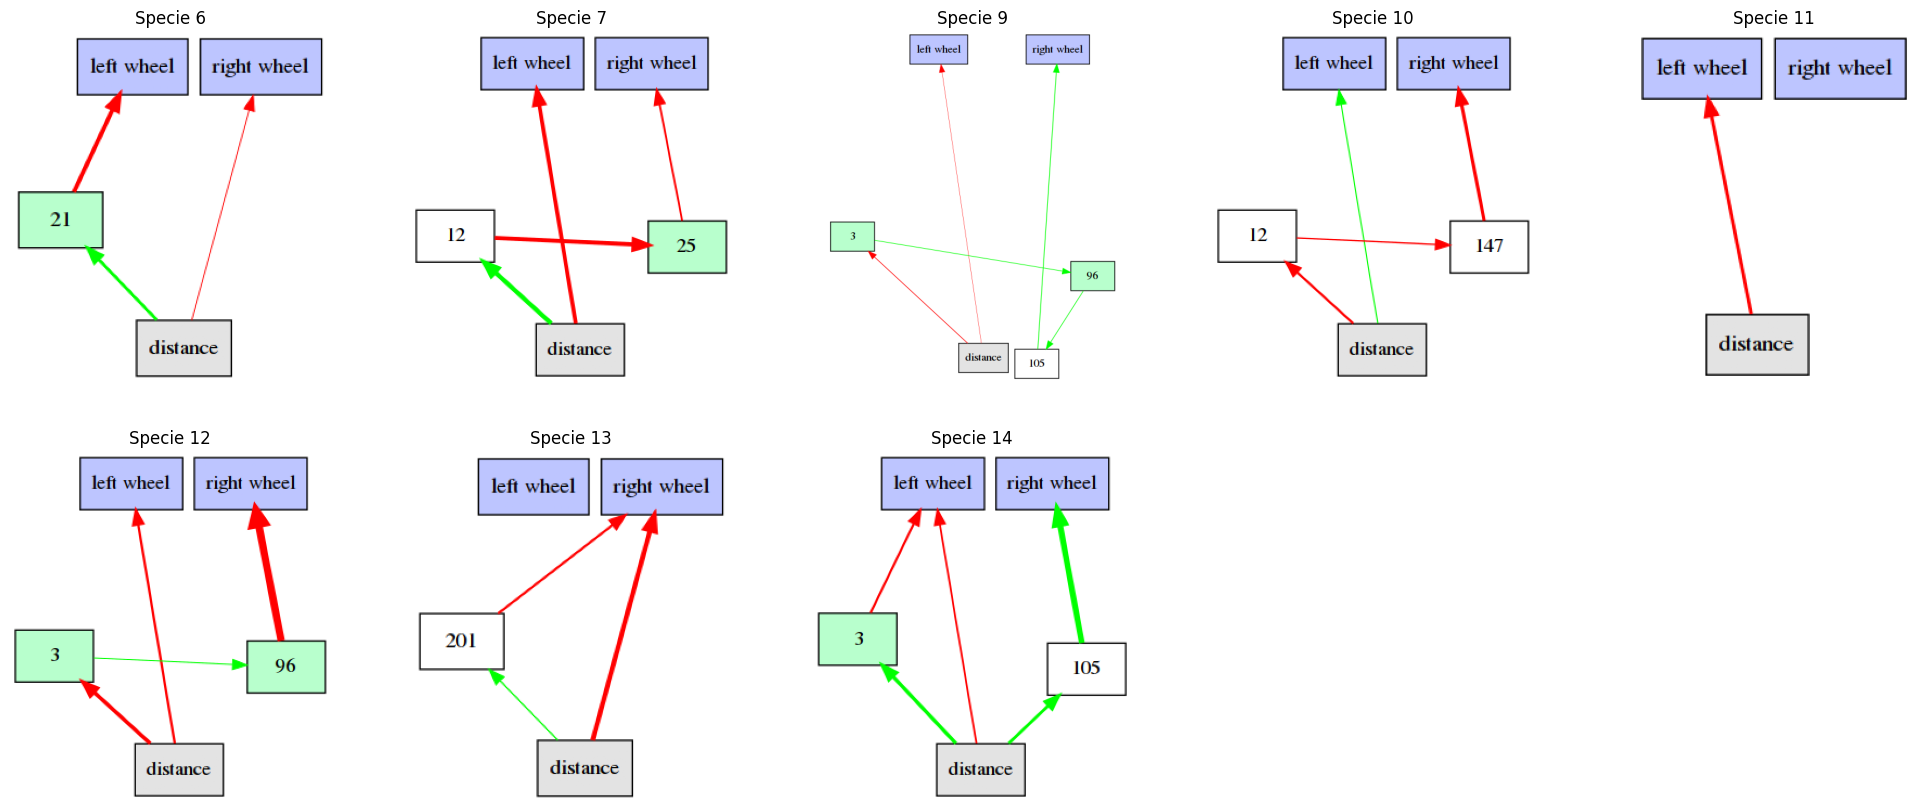 Specie 6
left wheel
right wheel
21
distance
Specie 7
left wheel
right wheel
12
25
distance
Specie 9
left wheel
right wheel
3
96
distance
105
Specie 10
left wheel
right wheel
12
147
distance
Specie 11
left wheel
right wheel
distance
Specie 12
left wheel
right wheel
3
96
distance
Specie 13
left wheel
right wheel
201
distance
Specie 14
left wheel
right wheel
3
105
distance